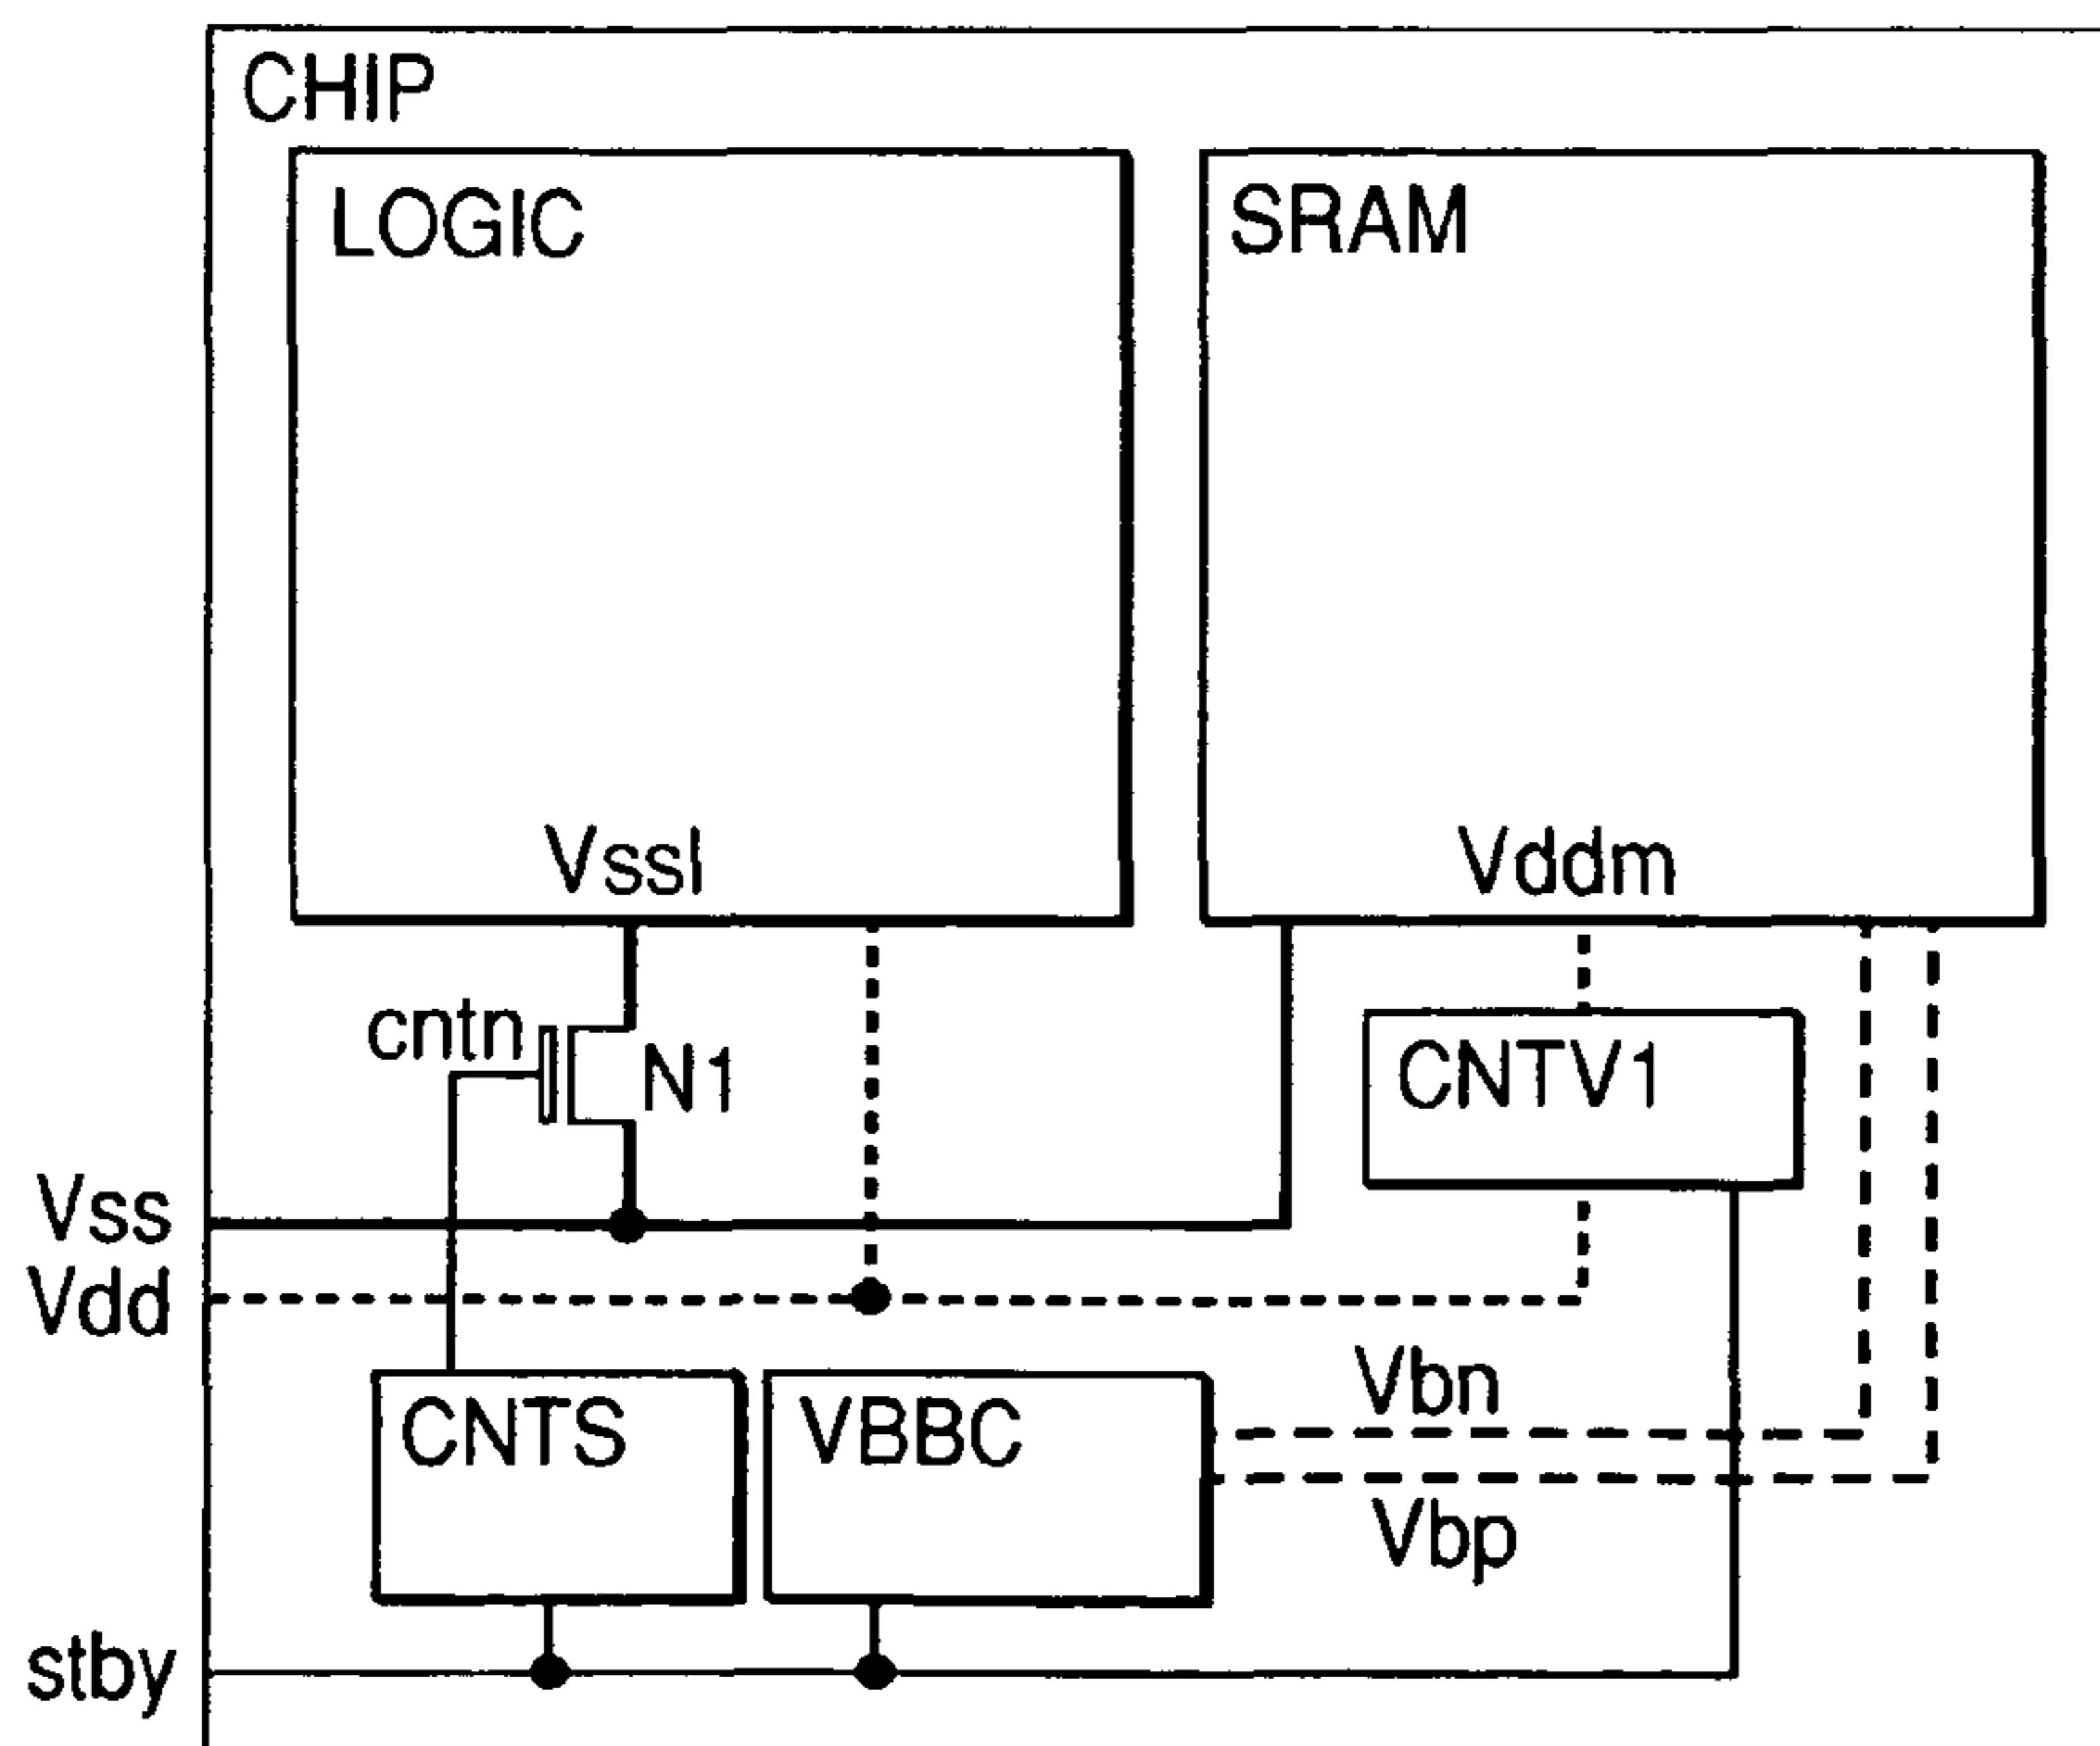 CHIP
LOGIC
SRAM
Vssl
Vddm
cntn
N1
CNTV1
Vss
Vdd
Vbn
CNTS
VBBC
Vbp
stby